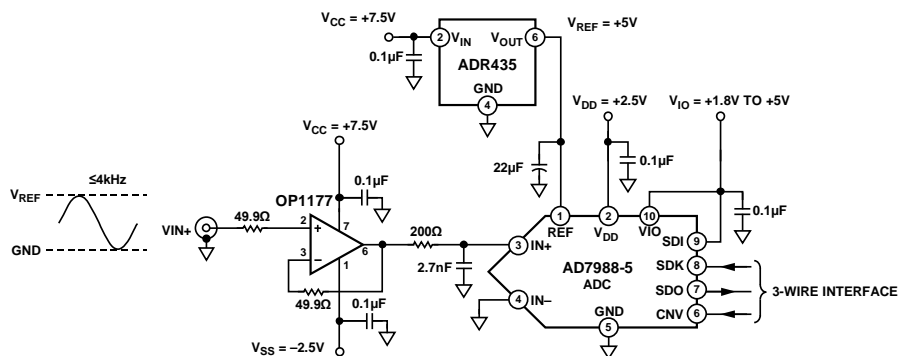 VCC = +7.5V
VREF = +5V
0.1µF
2
VIN
VOUT
6
ADR435
GND
4
VDD = +2.5V
VIO = +1.8V TO +5V
VCC = +7.5V
22µF
0.1µF
0.1µF
0.1µF
≤4kHz
VREF
GND
VIN+
49.9Ω
OP1177
2
+
7
6
3
–
1
49.9Ω
0.1µF
VSS = –2.5V
200Ω
2.7nF
1
REF
2
VDD
10
VIO
3
IN+
SDI
9
AD7988-5
ADC
SDK
8
SDO
7
CNV
6
4
IN–
GND
5
3-WIRE INTERFACE